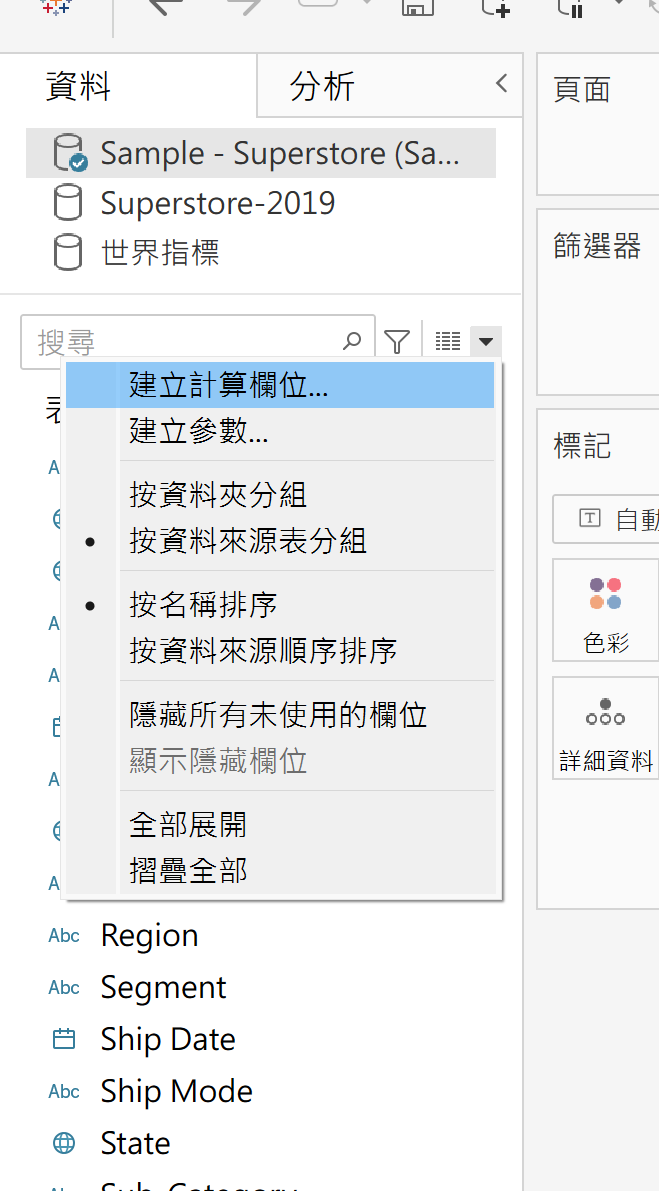 資料
分析
頁面
Sample - Superstore (Sa...
Superstore-2019
世界指標
篩選器
搜尋
建立計算欄位...
建立參數...
標記
按資料夾分組
按資料來源表分組
自動
按名稱排序
色彩
按資料來源順序排序
隱藏所有未使用的欄位
顯示隱藏欄位
詳細資料
全部展開
摺疊全部
Abc Region
Abc Segment
Ship Date
Abc Ship Mode
State
Sub-Category